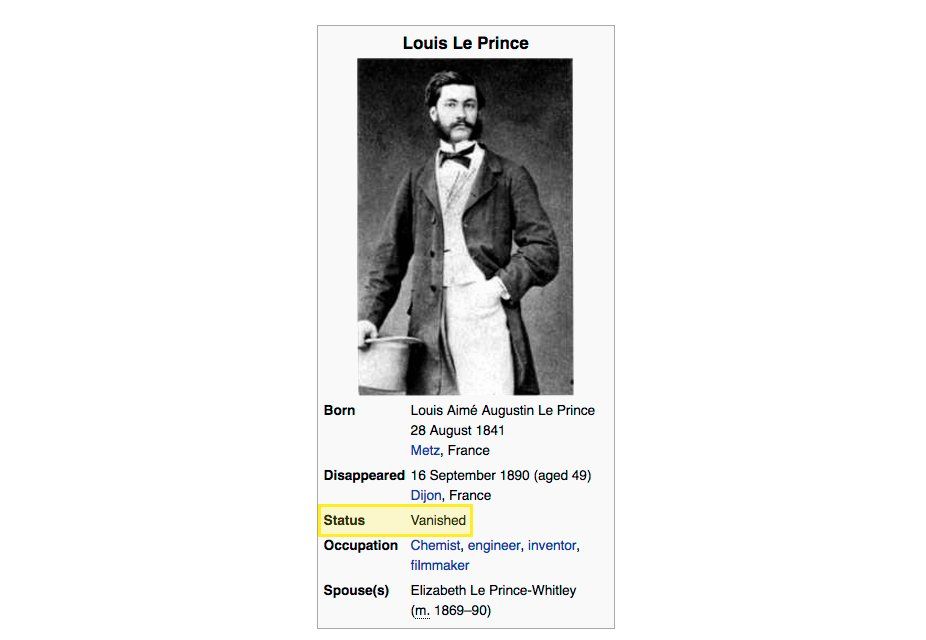 Louis Le Prince
Born Louis Aimé Augustin Le Prince
28 August 1841
Metz, France
Disappeared 16 September 1890 (aged 49)
Dijon, France
Status Vanished
Occupation Chemist, engineer, inventor,
filmmaker
Spouse(s) Elizabeth Le Prince-Whitley
(m. 1869–90)